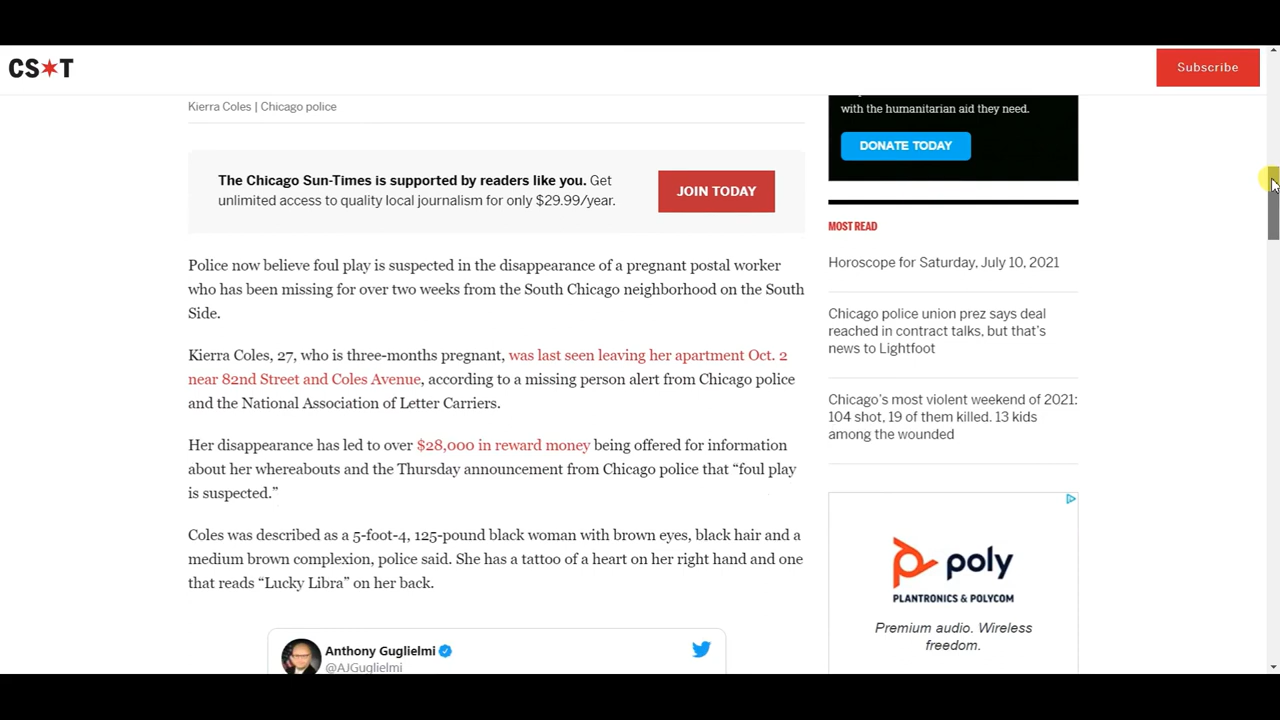 CS★T
Subscribe
Kierra Coles | Chicago police
The Chicago Sun-Times is supported by readers like you. Get
unlimited access to quality local journalism for only $29.99/year.
JOIN TODAY
Police now believe foul play is suspected in the disappearance of a pregnant postal worker
who has been missing for over two weeks from the South Chicago neighborhood on the South
Side.
Kierra Coles, 27, who is three-months pregnant, was last seen leaving her apartment Oct. 2
near 82nd Street and Coles Avenue, according to a missing person alert from Chicago police
and the National Association of Letter Carriers.
Her disappearance has led to over $28,000 in reward money being offered for information
about her whereabouts and the Thursday announcement from Chicago police that “foul play
is suspected.”
Coles was described as a 5-foot-4, 125-pound black woman with brown eyes, black hair and a
medium brown complexion, police said. She has a tattoo of a heart on her right hand and one
that reads “Lucky Libra” on her back.
Anthony Guglielmi
@AJGuglielmi
with the humanitarian aid they need.
DONATE TODAY
MOST READ
Horoscope for Saturday, July 10, 2021
Chicago police union prez says deal
reached in contract talks, but that’s
news to Lightfoot
Chicago’s most violent weekend of 2021:
104 shot, 19 of them killed. 13 kids
among the wounded
poly
PLANTRONICS & POLYCOM
Premium audio. Wireless
freedom.